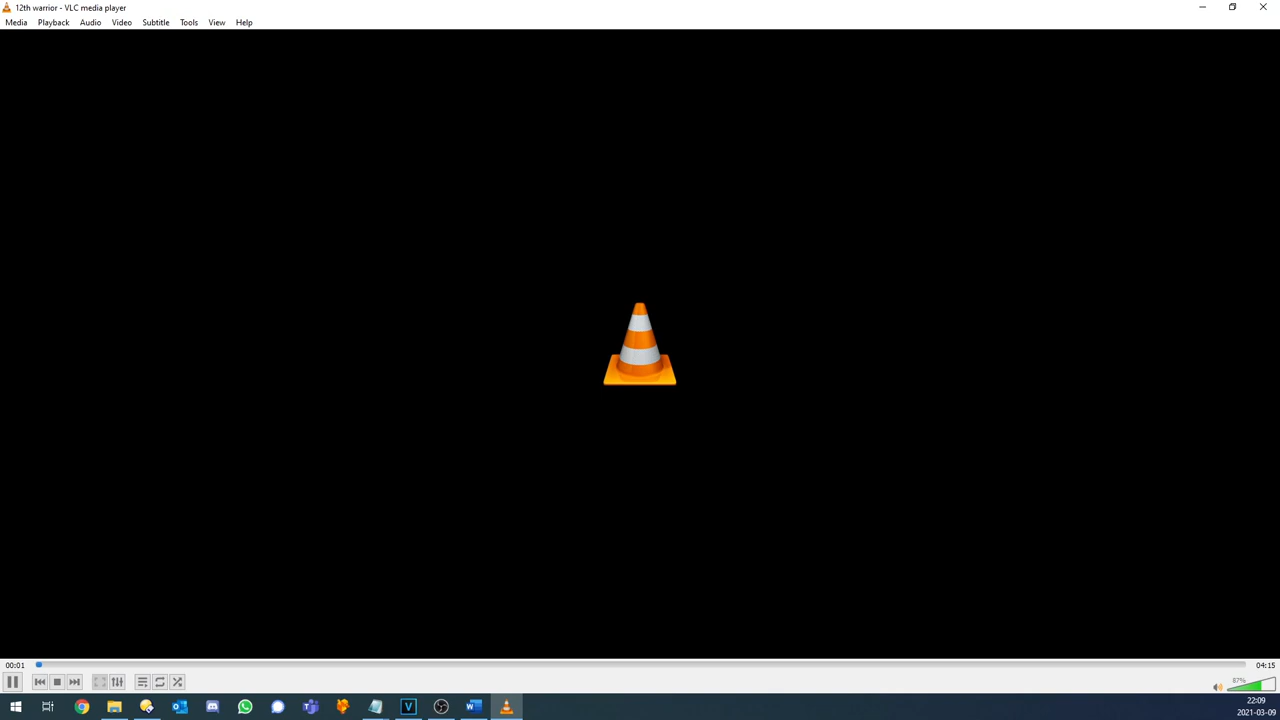 12th warrior - VLC media player
Media Playback Audio Video Subtitle Tools View Help
00:01 04:15
87%
V W
22:09
2021-03-09